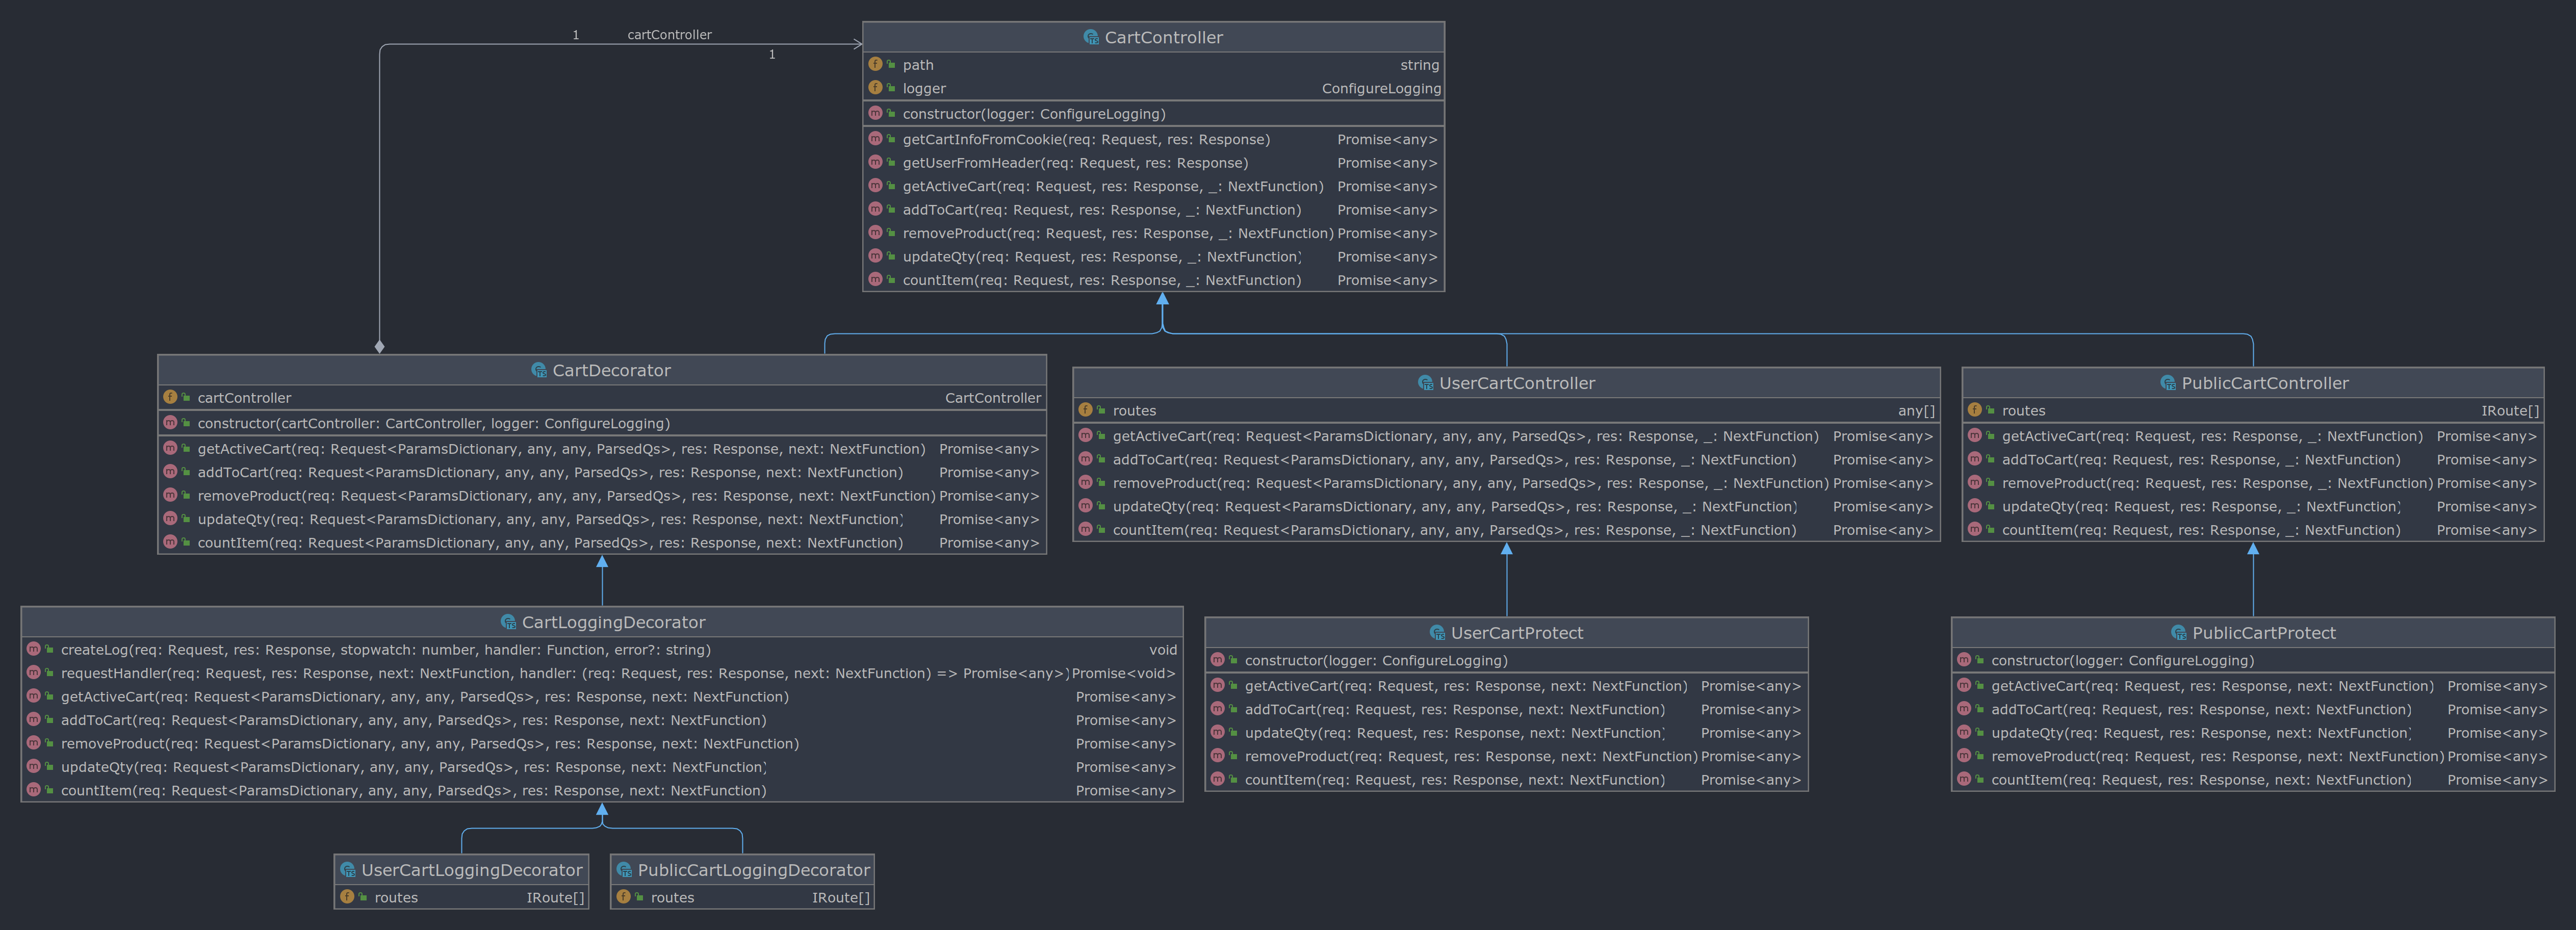 1 cartController
1
CartController
path string
logger ConfigureLogging
constructor(logger: ConfigureLogging)
getCartInfoFromCookie(req: Request, res: Response) Promise<any>
getUserFromHeader(req: Request, res: Response) Promise<any>
getActiveCart(req: Request, res: Response, _: NextFunction) Promise<any>
addToCart(req: Request, res: Response, _: NextFunction) Promise<any>
removeProduct(req: Request, res: Response, _: NextFunction) Promise<any>
updateQty(req: Request, res: Response, _: NextFunction) Promise<any>
countItem(req: Request, res: Response, _: NextFunction) Promise<any>
CartDecorator
cartController CartController
constructor(cartController: CartController, logger: ConfigureLogging)
getActiveCart(req: Request<ParamsDictionary, any, any, ParsedQs>, res: Response, next: NextFunction) Promise<any>
addToCart(req: Request<ParamsDictionary, any, any, ParsedQs>, res: Response, next: NextFunction) Promise<any>
removeProduct(req: Request<ParamsDictionary, any, any, ParsedQs>, res: Response, next: NextFunction) Promise<any>
updateQty(req: Request<ParamsDictionary, any, any, ParsedQs>, res: Response, next: NextFunction) Promise<any>
countItem(req: Request<ParamsDictionary, any, any, ParsedQs>, res: Response, next: NextFunction) Promise<any>
UserCartController
routes any[]
getActiveCart(req: Request<ParamsDictionary, any, any, ParsedQs>, res: Response, _: NextFunction) Promise<any>
addToCart(req: Request<ParamsDictionary, any, any, ParsedQs>, res: Response, _: NextFunction) Promise<any>
removeProduct(req: Request<ParamsDictionary, any, any, ParsedQs>, res: Response, _: NextFunction) Promise<any>
updateQty(req: Request<ParamsDictionary, any, any, ParsedQs>, res: Response, _: NextFunction) Promise<any>
countItem(req: Request<ParamsDictionary, any, any, ParsedQs>, res: Response, _: NextFunction) Promise<any>
PublicCartController
routes IRoute[]
getActiveCart(req: Request, res: Response, _: NextFunction) Promise<any>
addToCart(req: Request, res: Response, _: NextFunction) Promise<any>
removeProduct(req: Request, res: Response, _: NextFunction) Promise<any>
updateQty(req: Request, res: Response, _: NextFunction) Promise<any>
countItem(req: Request, res: Response, _: NextFunction) Promise<any>
CartLoggingDecorator
createLog(req: Request, res: Response, stopwatch: number, handler: Function, error?: string) void
requestHandler(req: Request, res: Response, next: NextFunction, handler: (req: Request, res: Response, next: NextFunction) => Promise<any>) Promise<void>
getActiveCart(req: Request<ParamsDictionary, any, any, ParsedQs>, res: Response, next: NextFunction) Promise<any>
addToCart(req: Request<ParamsDictionary, any, any, ParsedQs>, res: Response, next: NextFunction) Promise<any>
removeProduct(req: Request<ParamsDictionary, any, any, ParsedQs>, res: Response, next: NextFunction) Promise<any>
updateQty(req: Request<ParamsDictionary, any, any, ParsedQs>, res: Response, next: NextFunction) Promise<any>
countItem(req: Request<ParamsDictionary, any, any, ParsedQs>, res: Response, next: NextFunction) Promise<any>
UserCartProtect
constructor(logger: ConfigureLogging)
getActiveCart(req: Request, res: Response, next: NextFunction) Promise<any>
addToCart(req: Request, res: Response, next: NextFunction) Promise<any>
updateQty(req: Request, res: Response, next: NextFunction) Promise<any>
removeProduct(req: Request, res: Response, next: NextFunction) Promise<any>
countItem(req: Request, res: Response, next: NextFunction) Promise<any>
PublicCartProtect
constructor(logger: ConfigureLogging)
getActiveCart(req: Request, res: Response, next: NextFunction) Promise<any>
addToCart(req: Request, res: Response, next: NextFunction) Promise<any>
updateQty(req: Request, res: Response, next: NextFunction) Promise<any>
removeProduct(req: Request, res: Response, next: NextFunction) Promise<any>
countItem(req: Request, res: Response, next: NextFunction) Promise<any>
UserCartLoggingDecorator
routes IRoute[]
PublicCartLoggingDecorator
routes IRoute[]